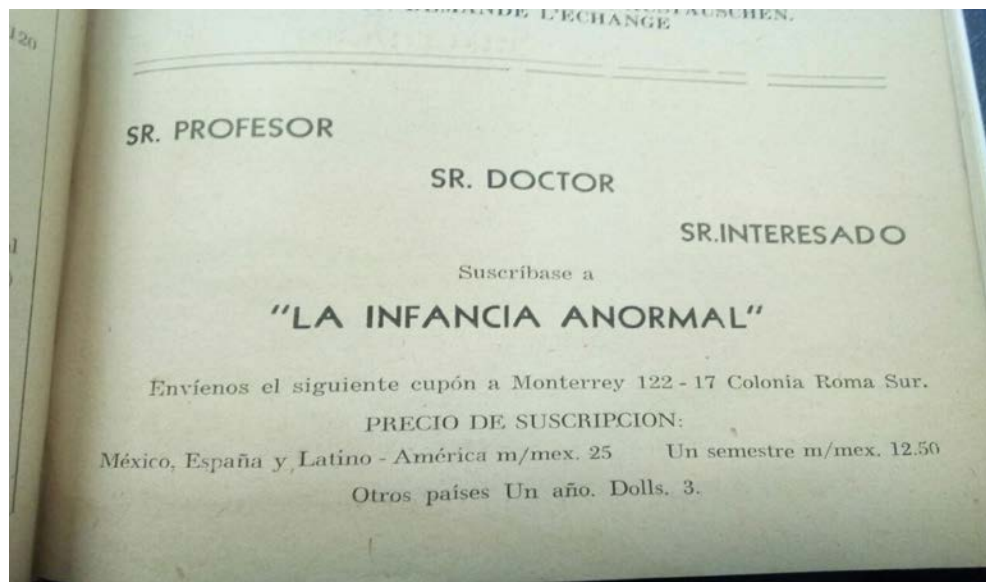 120
DEMANDE L'ECHANGE
SR. PROFESOR
SR. DOCTOR
SR.INTERESADO
Suscríbase a
"LA INFANCIA ANORMAL"
Envíenos el siguiente cupón a Monterrey 122 - 17 Colonia Roma Sur.
PRECIO DE SUSCRIPCION:
México, España y Latino - América m/mex. 25 Un semestre m/mex. 12.50
Otros países Un año. Dolls. 3.